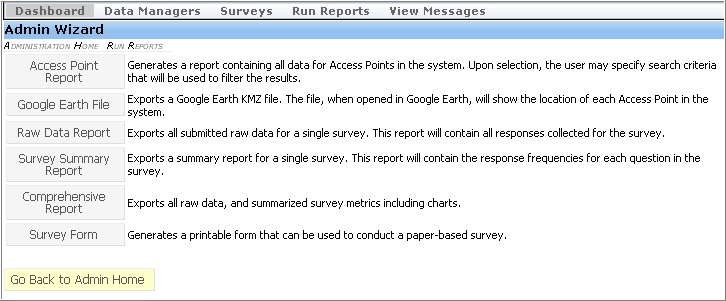 Dashboard Data Managers Surveys Run Reports View Messages
Admin Wizard
Administration Home Run Reports
Access Point
Report
Generates a report containing all data for Access Points in the system. Upon selection, the user may specify search criteria
that will be used to filter the results.
Google Earth File
Exports a Google Earth KMZ file. The file, when opened in Google Earth, will show the location of each Access Point in the
system.
Raw Data Report
Exports all submitted raw data for a single survey. This report will contain all responses collected for the survey.
Survey Summary
Report
Exports a summary report for a single survey. This report will contain the response frequencies for each question in the
survey.
Comprehensive
Report
Exports all raw data, and summarized survey metrics including charts.
Survey Form
Generates a printable form that can be used to conduct a paper-based survey.
Go Back to Admin Home